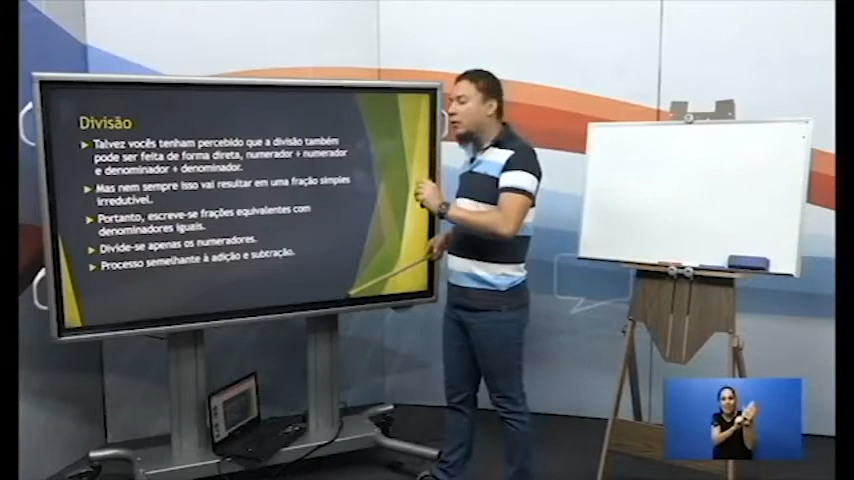 Divisão
Talvez vocês tenham percebido que a divisão também
pode ser feita de forma direta, numerador ÷ numerador
e denominador ÷ denominador.
Mas nem sempre isso vai resultar em uma fração simples
irredutível.
Portanto, escreve-se frações equivalentes com
denominadores iguais.
Divide-se apenas os numeradores.
Processo semelhante à adição e subtração.